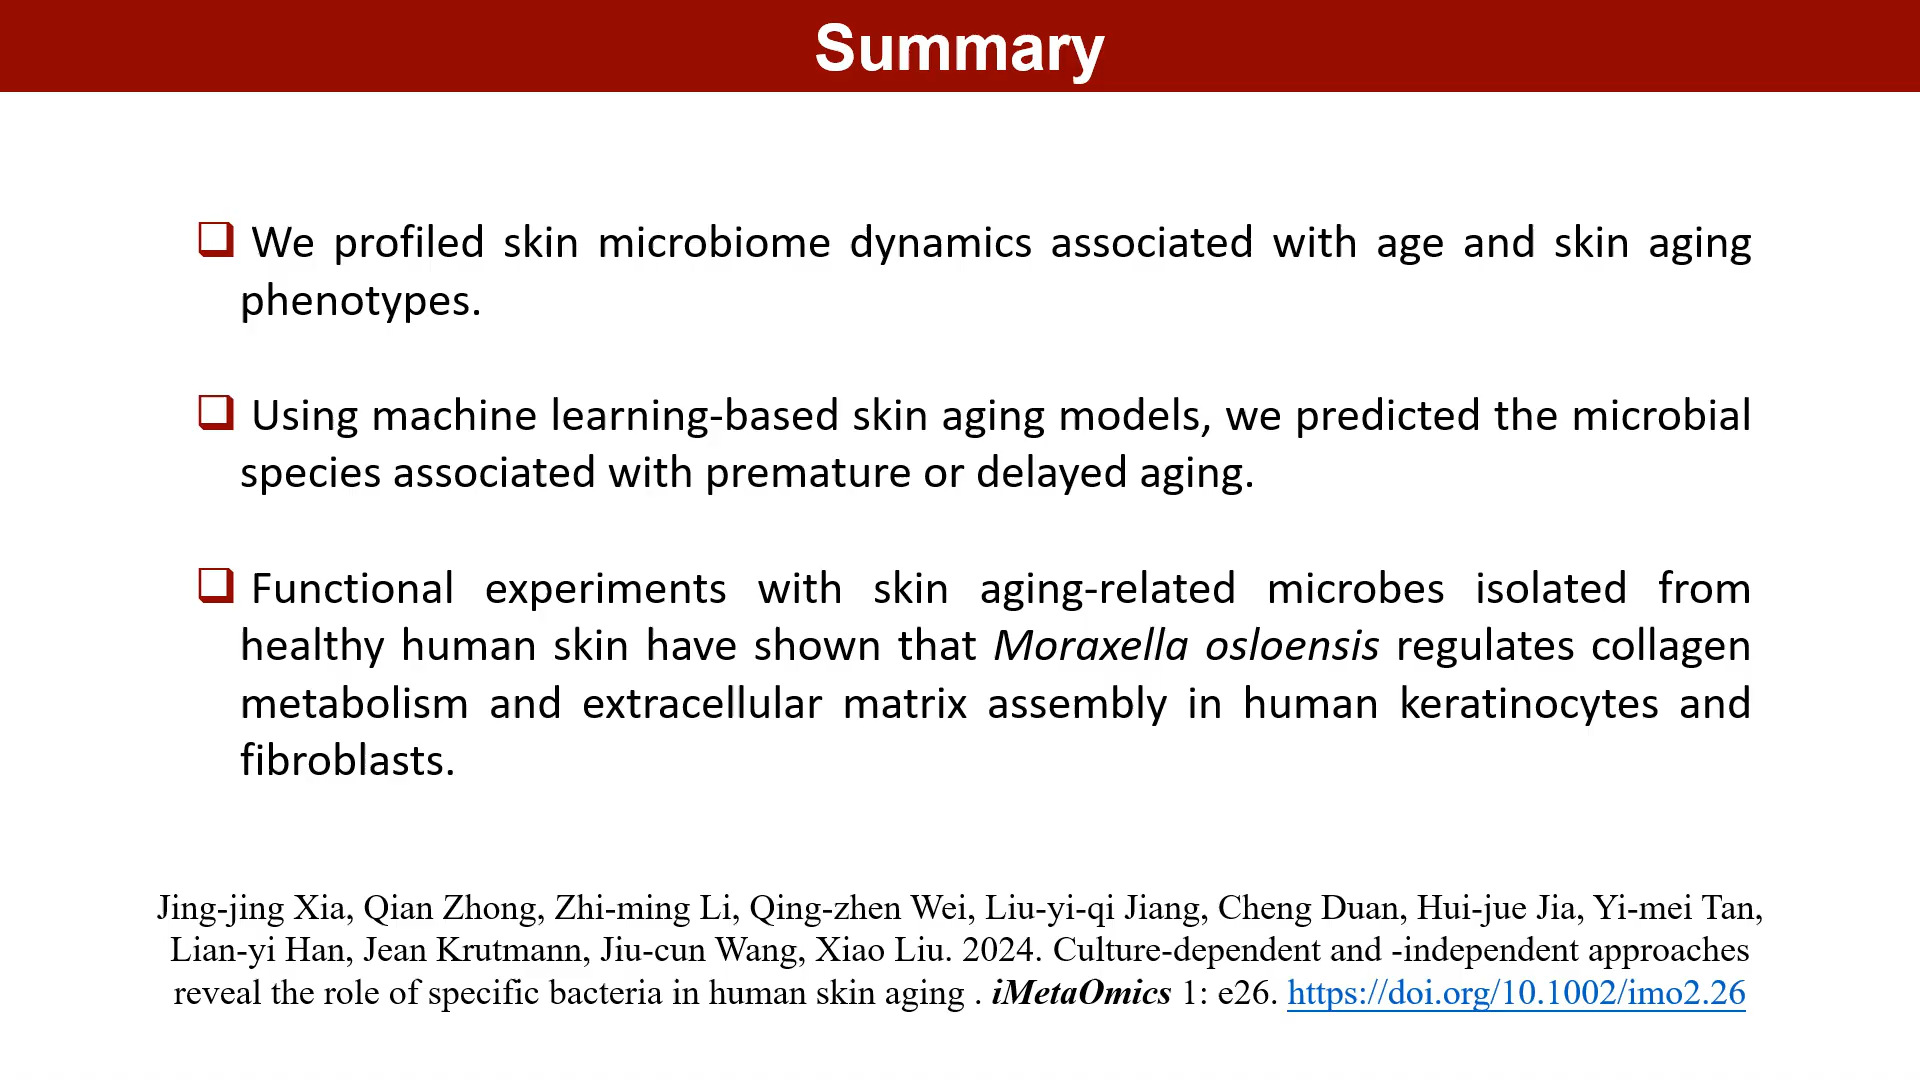 Summary
We profiled skin microbiome dynamics associated with age and skin aging
phenotypes.
Using machine learning-based skin aging models, we predicted the microbial
species associated with premature or delayed aging.
Functional experiments with skin aging-related microbes isolated from
healthy human skin have shown that Moraxella osloensis regulates collagen
metabolism and extracellular matrix assembly in human keratinocytes and
fibroblasts.
Jing-jing Xia, Qian Zhong, Zhi-ming Li, Qing-zhen Wei, Liu-yi-qi Jiang, Cheng Duan, Hui-jue Jia, Yi-mei Tan,
Lian-yi Han, Jean Krutmann, Jiu-cun Wang, Xiao Liu. 2024. Culture-dependent and -independent approaches
reveal the role of specific bacteria in human skin aging . iMetaOmics 1: e26. https://doi.org/10.1002/imo2.26